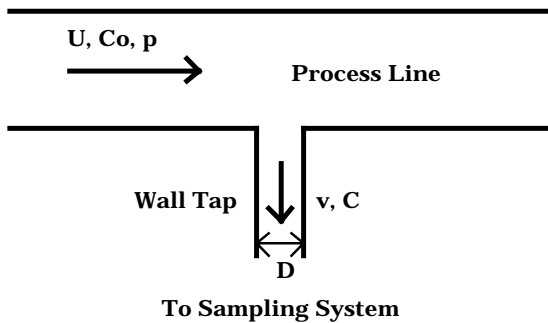 U, Co, p
Process Line
Wall Tap
v, C
D
To Sampling System